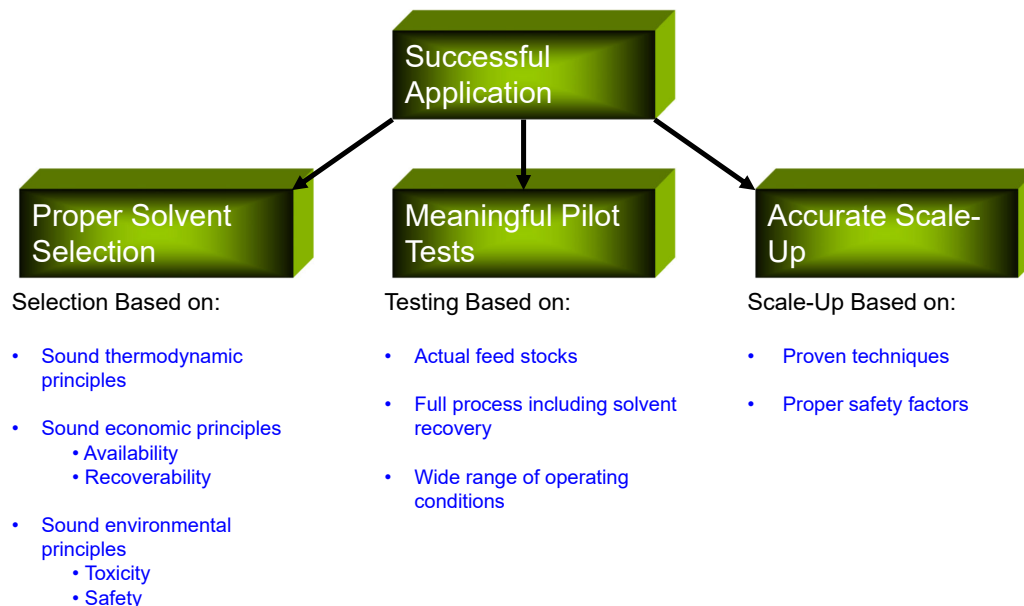 Successful
Application
Proper Solvent
Selection
Meaningful Pilot
Tests
Accurate Scale-
Up
Selection Based on:
• Sound thermodynamic
principles
• Sound economic principles
• Availability
• Recoverability
• Sound environmental
principles
• Toxicity
• Safety
Testing Based on:
• Actual feed stocks
• Full process including solvent
recovery
• Wide range of operating
conditions
Scale-Up Based on:
• Proven techniques
• Proper safety factors